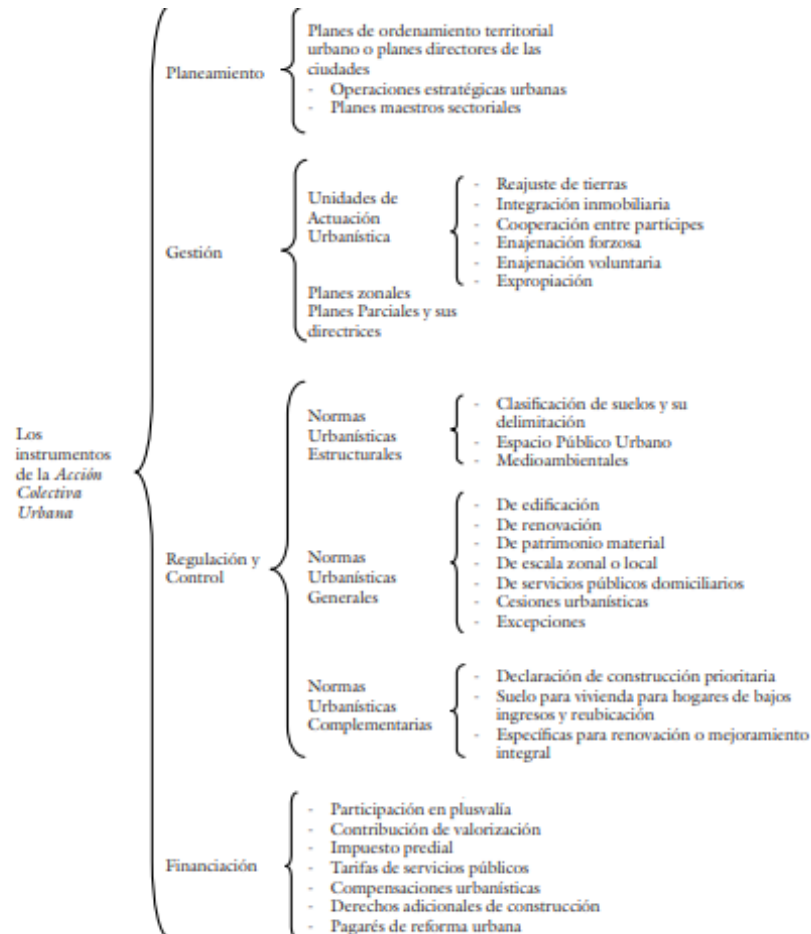 Los
instrumentos
de la Acción
Colectiva
Urbana
Planeamiento
Planes de ordenamiento territorial
urbano o planes directores de las
ciudades
- Operaciones estratégicas urbanas
- Planes maestros sectoriales
Gestión
Unidades de
Actuación
Urbanística
- Reajuste de tierras
- Integración inmobiliaria
- Cooperación entre partícipes
- Enajenación forzosa
- Enajenación voluntaria
- Expropiación
Planes zonales
Planes Parciales y sus
directrices
Regulación y
Control
Normas
Urbanísticas
Estructurales
- Clasificación de suelos y su
delimitación
- Espacio Público Urbano
- Medioambientales
Normas
Urbanísticas
Generales
- De edificación
- De renovación
- De patrimonio material
- De escala zonal o local
- De servicios públicos domiciliarios
- Cesiones urbanísticas
- Excepciones
Normas
Urbanísticas
Complementarias
- Declaración de construcción prioritaria
- Suelo para vivienda para hogares de bajos
ingresos y reubicación
- Específicas para renovación o mejoramiento
integral
Financiación
- Participación en plusvalía
- Contribución de valorización
- Impuesto predial
- Tarifas de servicios públicos
- Compensaciones urbanísticas
- Derechos adicionales de construcción
- Pagarés de reforma urbana